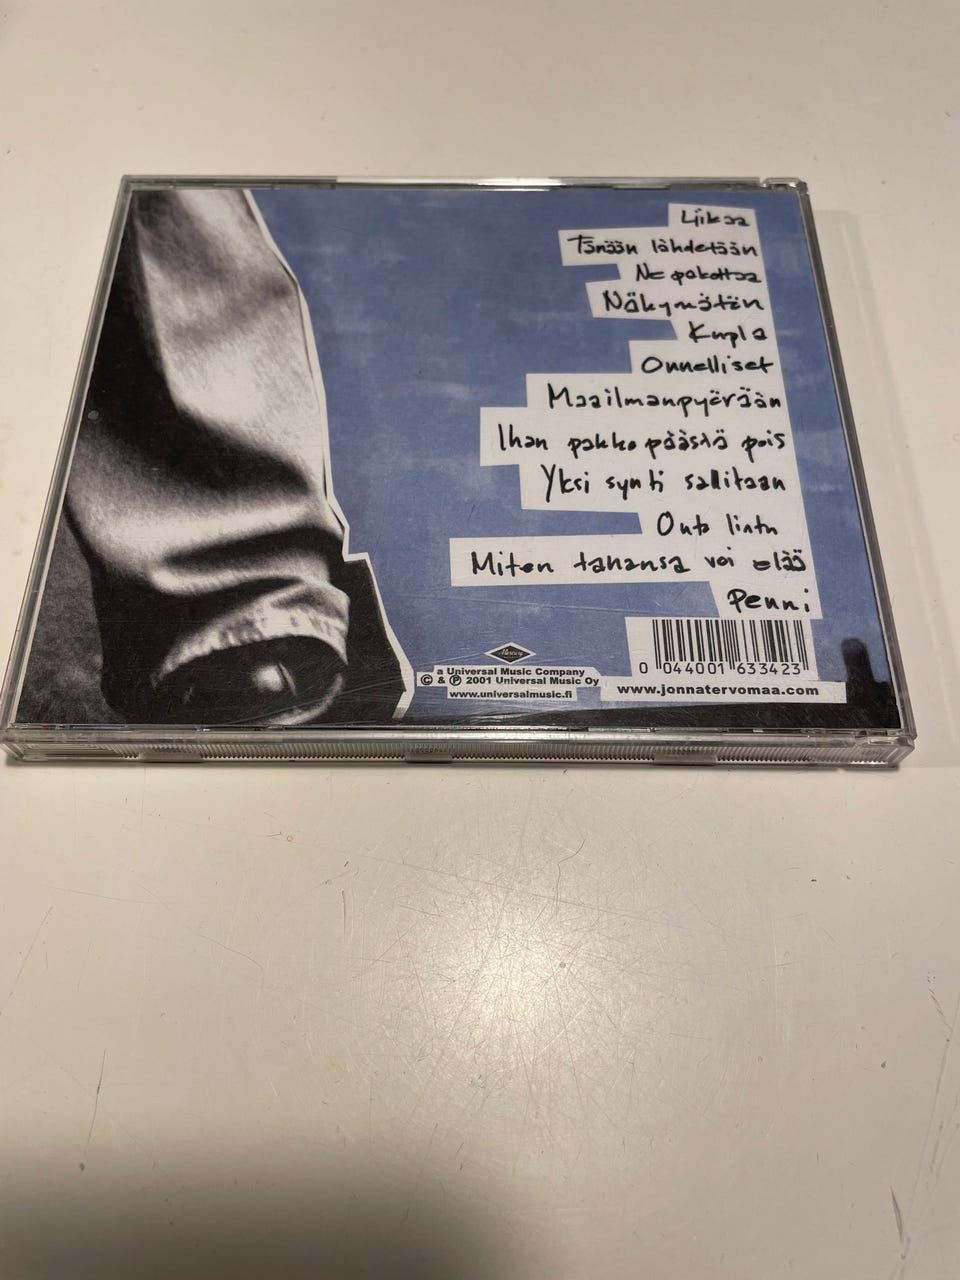 Liikaa
Tänään lähdetään
Ne pakottaa
Näkymätön
Kupla
Onnelliset
Maailmanpyörään
Ihan pakko päästä pois
Yksi synti sallitaan
Outo lintu
Miten tahansa voi elää
Penni
Mercury
a Universal Music Company
© & ℗ 2001 Universal Music Oy
www.universalmusic.fi
0 044001 633423
www.jonnatervomaa.com